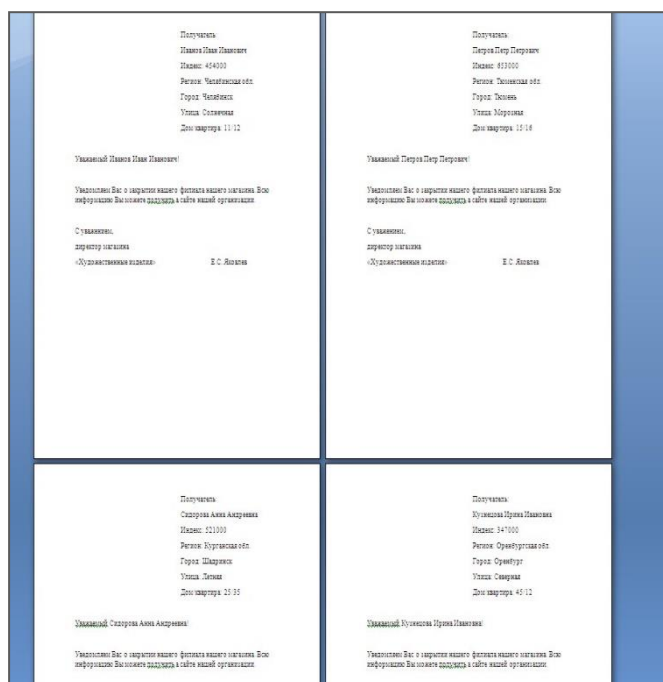 Получатель:
Иванов Иван Иванович
Индекс: 454000
Регион: Челябинская обл.
Город: Челябинск
Улица: Солнечная
Дом/квартира: 11/12
Уважаемый Иванов Иван Иванович!
Уведомляем Вас о закрытии нашего филиала нашего магазина. Всю
информацию Вы можете получить а сайте нашей организации
С уважением,
директор магазина
«Художественные изделия» Е.С. Яковлев
Получатель:
Петров Петр Петрович
Индекс: 653000
Регион: Тюменская обл.
Город: Тюмень
Улица: Морозная
Дом/квартира: 15/16
Уважаемый Петров Петр Петрович!
Уведомляем Вас о закрытии нашего филиала нашего магазина. Всю
информацию Вы можете получить а сайте нашей организации
С уважением,
директор магазина
«Художественные изделия» Е.С. Яковлев
Получатель:
Сидорова Анна Андреевна
Индекс: 521000
Регион: Курганская обл.
Город: Шадринск
Улица: Летная
Дом/квартира: 25/35
Уважаемый Сидорова Анна Андреевна!
Уведомляем Вас о закрытии нашего филиала нашего магазина. Всю
информацию Вы можете получить а сайте нашей организации
Получатель:
Кузнецова Ирина Ивановна
Индекс: 347000
Регион: Оренбургская обл.
Город: Оренбург
Улица: Северная
Дом/квартира: 45/12
Уважаемый Кузнецова Ирина Ивановна!
Уведомляем Вас о закрытии нашего филиала нашего магазина. Всю
информацию Вы можете получить а сайте нашей организации